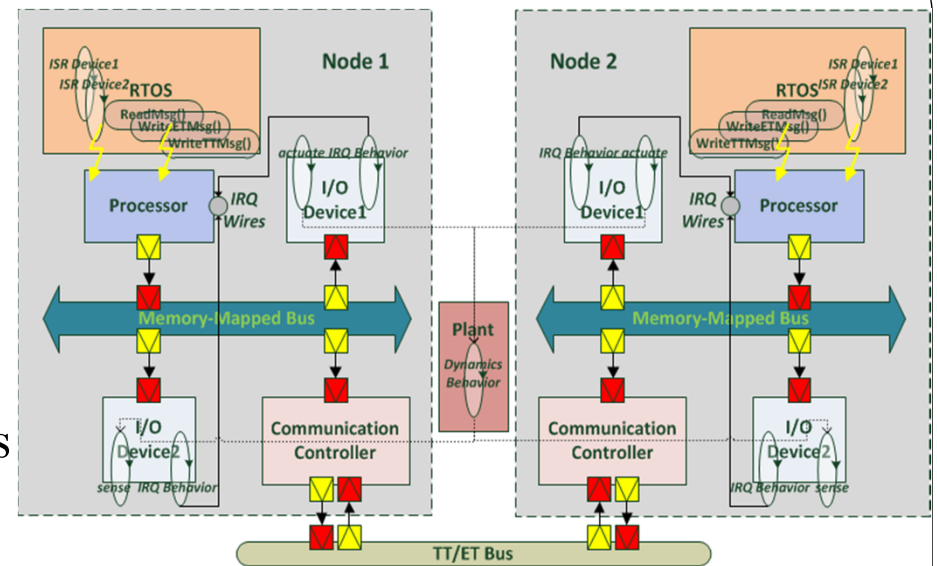 Node 1
ISR Device1
ISR Device2
RTOS
ReadMsg()
WriteETMsg()
WriteTTMsg()
actuate IRQ Behavior
I/O
Device1
Processor
IRQ
Wires
Memory-Mapped Bus
I/O
Device2
sense IRQ Behavior
Communication
Controller
Plant
Dynamics
Behavior
Node 2
ISR Device1
ISR Device2
RTOS
ReadMsg()
WriteETMsg()
WriteTTMsg()
IRQ Behavior actuate
I/O
Device1
IRQ
Wires
Processor
Memory-Mapped Bus
Communication
Controller
I/O
Device2
IRQ Behavior sense
s
TT/ET Bus